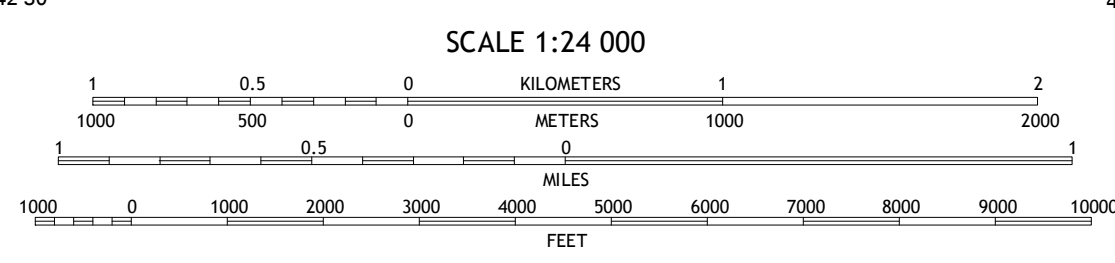 SCALE 1:24 000
1 0.5 0 KILOMETERS 1 2
1000 500 0 METERS 1000 2000
1 0.5 0 1
MILES
1000 0 1000 2000 3000 4000 5000 6000 7000 8000 9000 10000
FEET